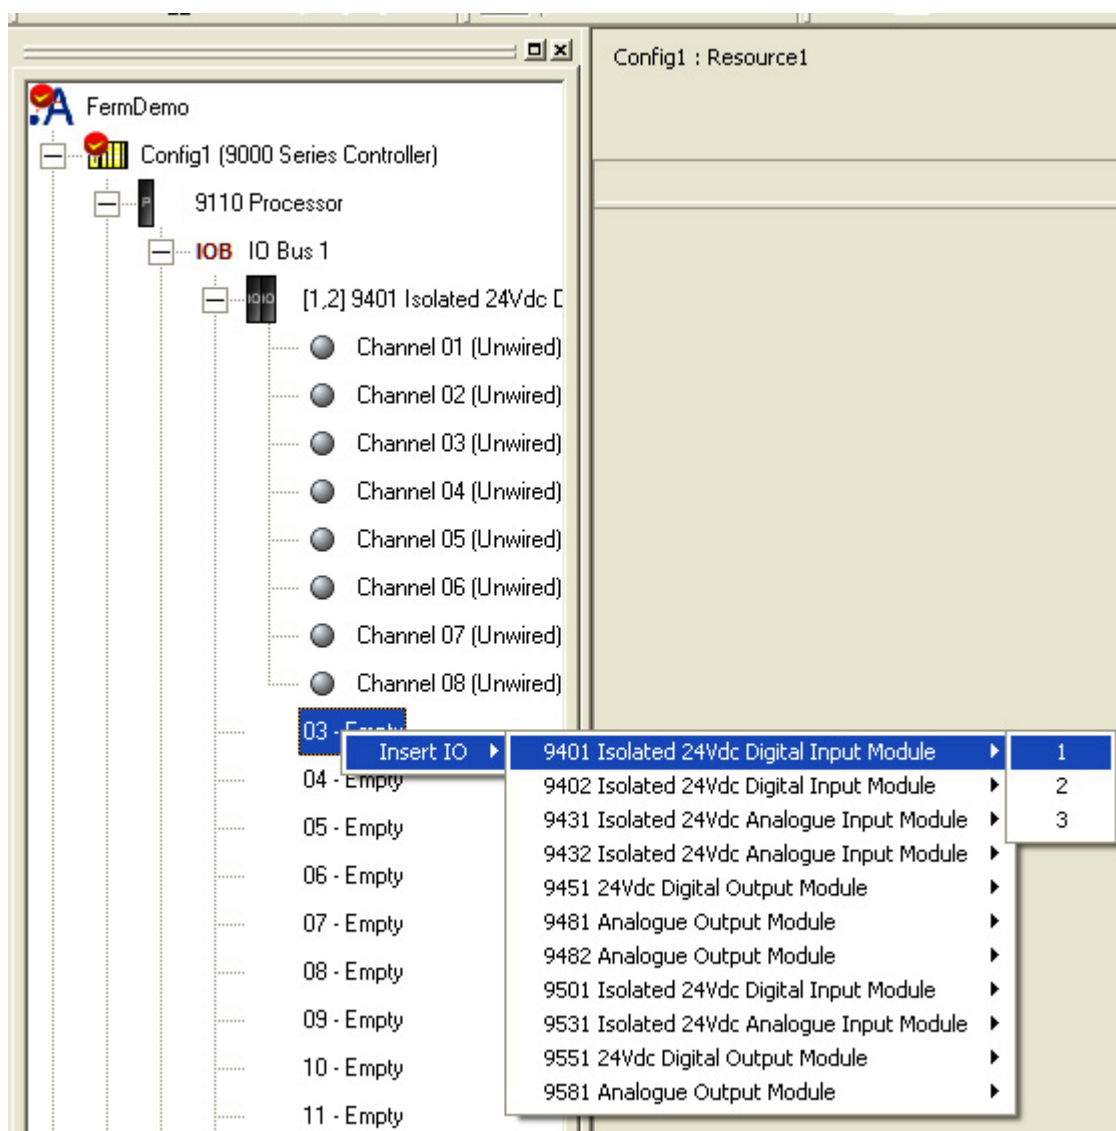 Config1 : Resource1
FermDemo
Config1 (9000 Series Controller)
P
9110 Processor
IOB IO Bus 1
IO IO
[1,2] 9401 Isolated 24Vdc
Channel 01 (Unwired)
Channel 02 (Unwired)
Channel 03 (Unwired)
Channel 04 (Unwired)
Channel 05 (Unwired)
Channel 06 (Unwired)
Channel 07 (Unwired)
Channel 08 (Unwired)
03 - Empty
04 - Empty
05 - Empty
06 - Empty
07 - Empty
08 - Empty
09 - Empty
10 - Empty
11 - Empty
Insert IO
9401 Isolated 24Vdc Digital Input Module
9402 Isolated 24Vdc Digital Input Module
9431 Isolated 24Vdc Analogue Input Module
9432 Isolated 24Vdc Analogue Input Module
9451 24Vdc Digital Output Module
9481 Analogue Output Module
9482 Analogue Output Module
9501 Isolated 24Vdc Digital Input Module
9531 Isolated 24Vdc Analogue Input Module
9551 24Vdc Digital Output Module
9581 Analogue Output Module
1
2
3